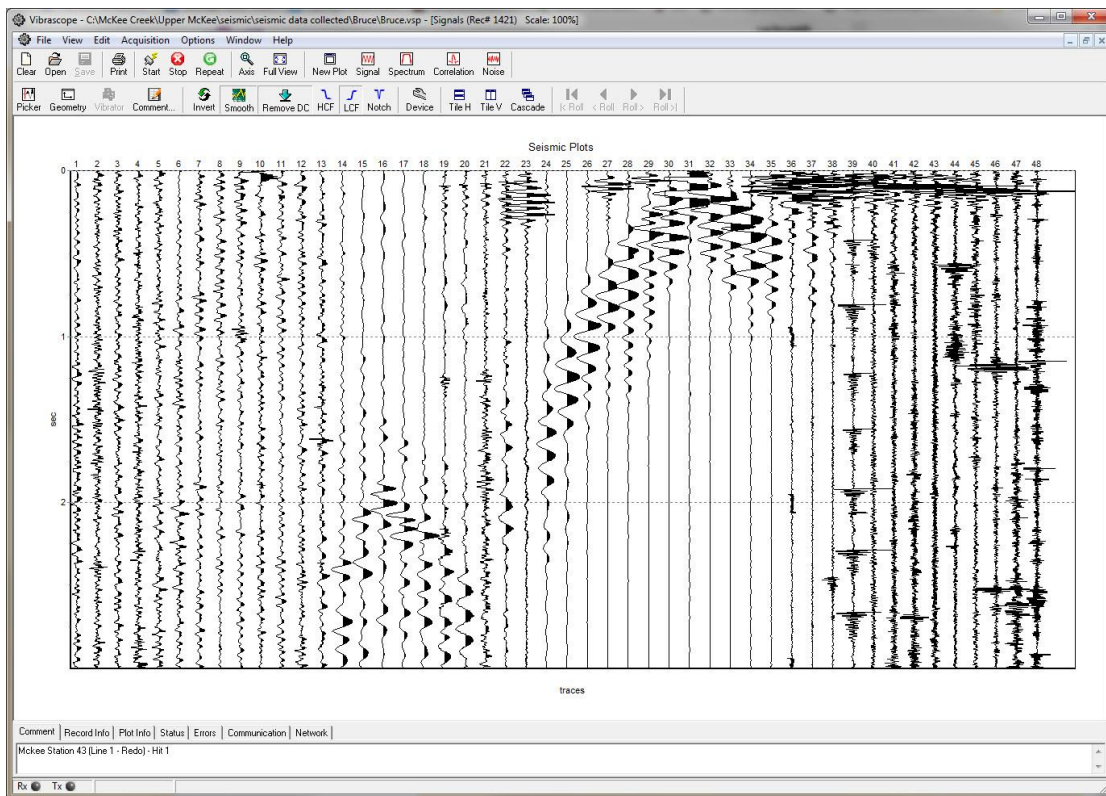 Vibrascope - C:\McKee Creek\Upper McKee\seismic\seismic data collected\Bruce\Bruce.vsp - [Signals (Rec# 1421) Scale: 100%]
File View Edit Acquisition Options Window Help
Clear Open Save Print Start Stop Repeat Axis Full View New Plot Signal Spectrum Correlation Noise
Picker Geometry Vibrator Comment... Invert Smooth Remove DC HCF LCF Notch Device Tile H Tile V Cascade |< Roll < Roll Roll > Roll >|
Seismic Plots
1 2 3 4 5 6 7 8 9 10 11 12 13 14 15 16 17 18 19 20 21 22 23 24 25 26 27 28 29 30 31 32 33 34 35 36 37 38 39 40 41 42 43 44 45 46 47 48
0
1
sec
2
traces
Comment Record Info Plot Info Status Errors Communication Network
Mckee Station 43 (Line 1 - Redo) - Hit 1
Rx Tx